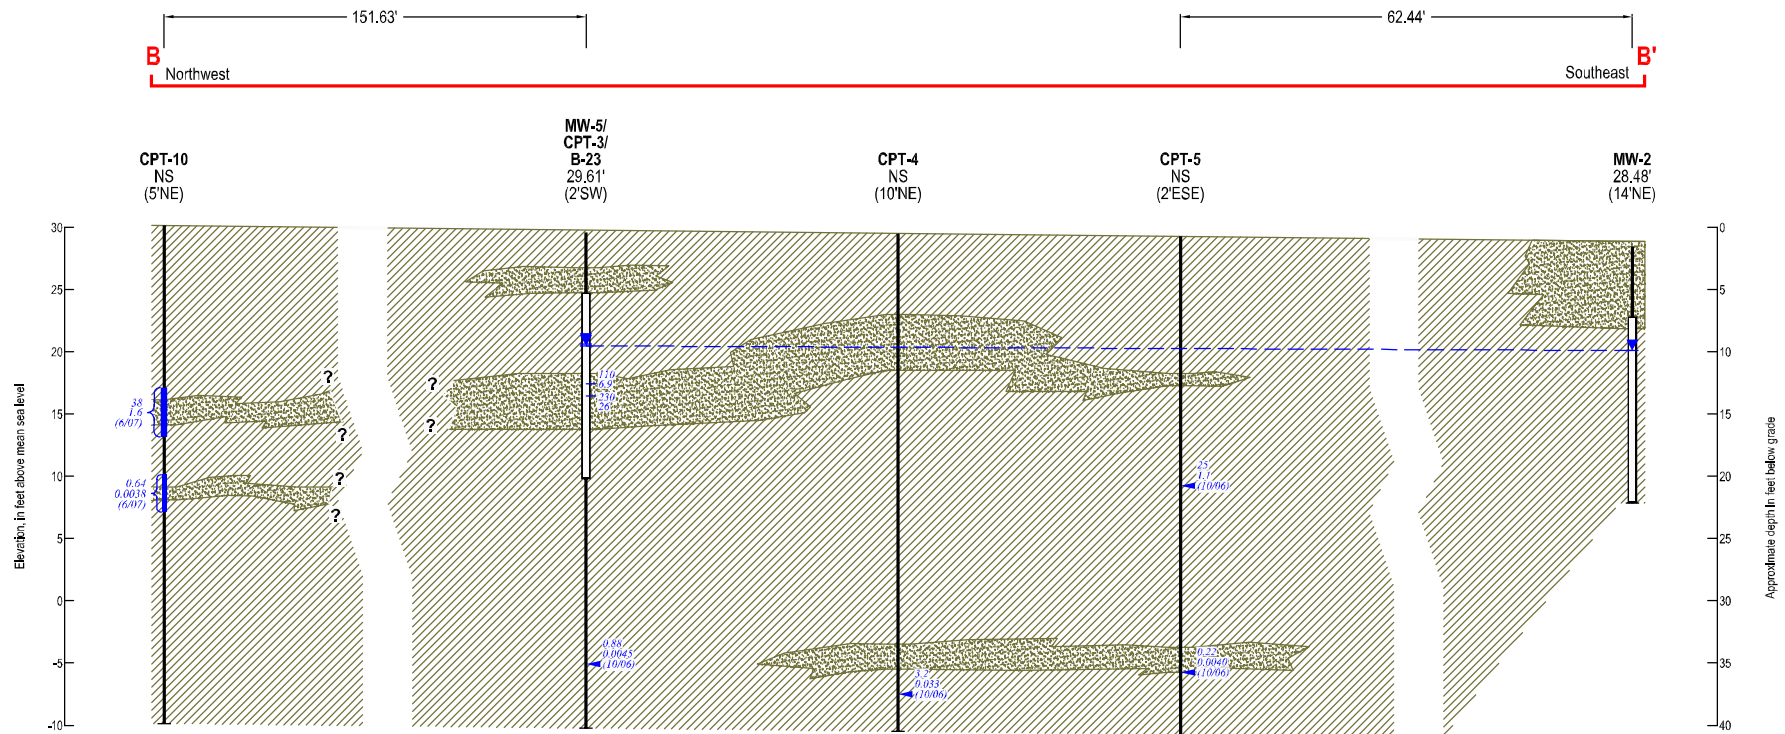 151.63'
62.44'
B
B'
Northwest
Southeast
CPT-10
NS
(5'NE)
MW-5/
CPT-3/
B-23
29.61'
(2'SW)
CPT-4
NS
(10'NE)
CPT-5
NS
(2'ESE)
MW-2
28.48'
(14'NE)
Elevation, in feet above mean sea level
30
25
20
15
10
5
0
-5
-10
38
1.6
(6/07)
0.64
0.0038
(6/07)
?
?
?
?
?
?
110
6.9
230
26
0.88
0.0045
(10/06)
3.2
0.033
(10/06)
25
1.1
(10/06)
0.22
0.0040
(10/06)
0
5
10
15
20
25
30
35
40
Approximate depth in feet below grade